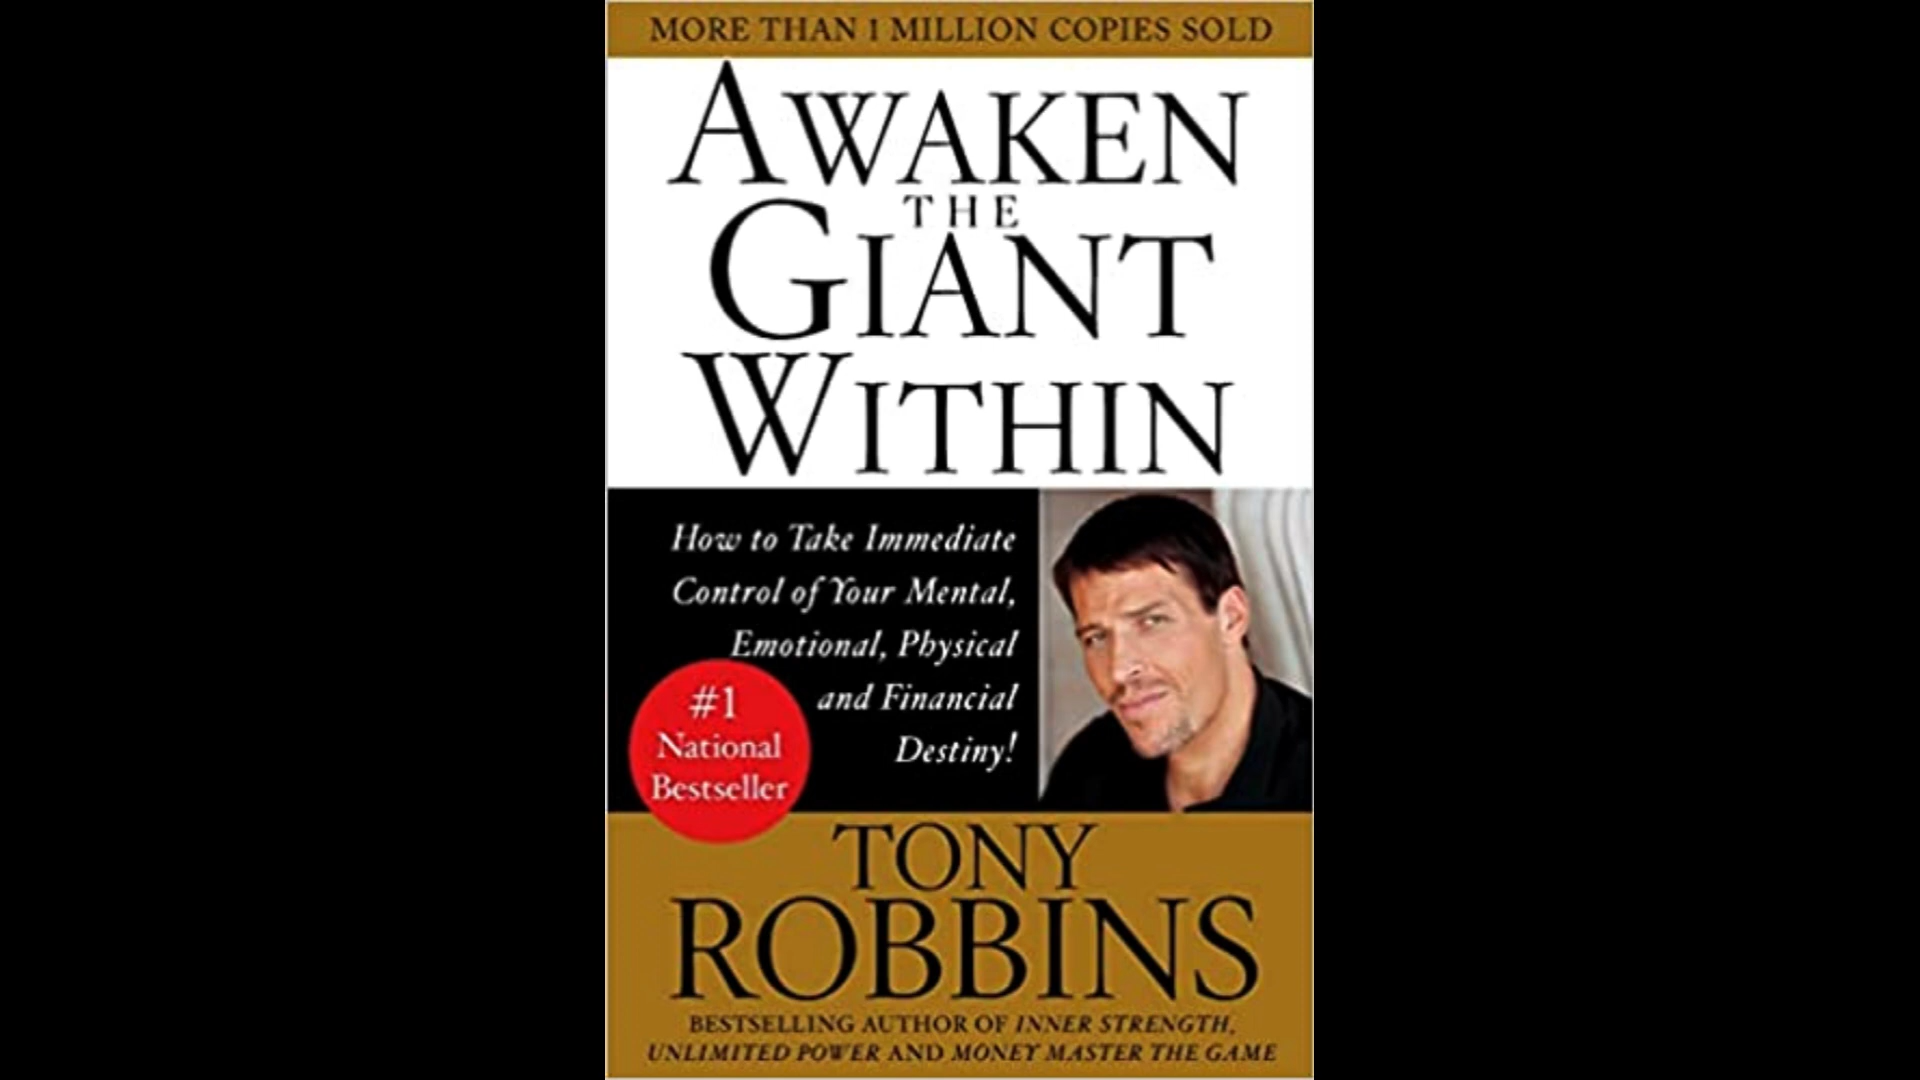 MORE THAN 1 MILLION COPIES SOLD
AWAKEN
THE
GIANT
WITHIN
How to Take Immediate
Control of Your Mental,
Emotional, Physical
and Financial
Destiny!
#1
National
Bestseller
TONY
ROBBINS
BESTSELLING AUTHOR OF INNER STRENGTH,
UNLIMITED POWER AND MONEY MASTER THE GAME